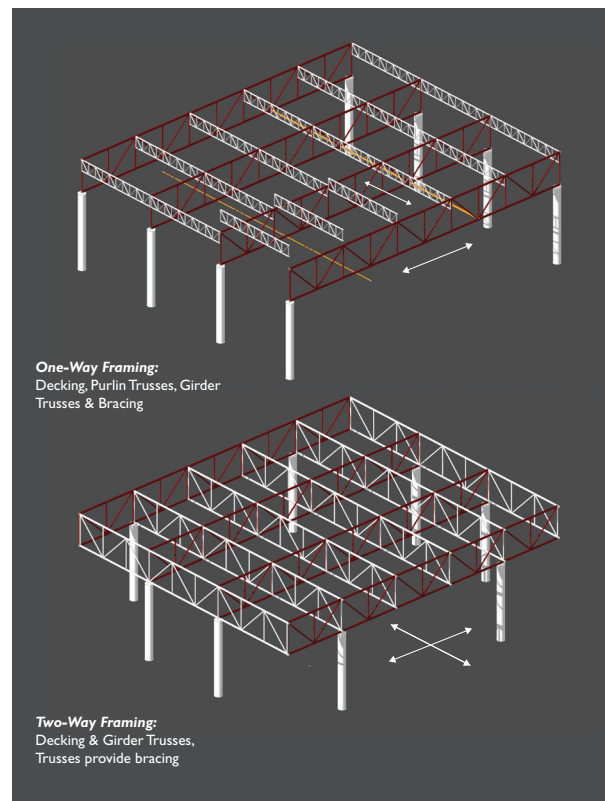 One-Way Framing:
Decking, Purlin Trusses, Girder
Trusses & Bracing
Two-Way Framing:
Decking & Girder Trusses,
Trusses provide bracing